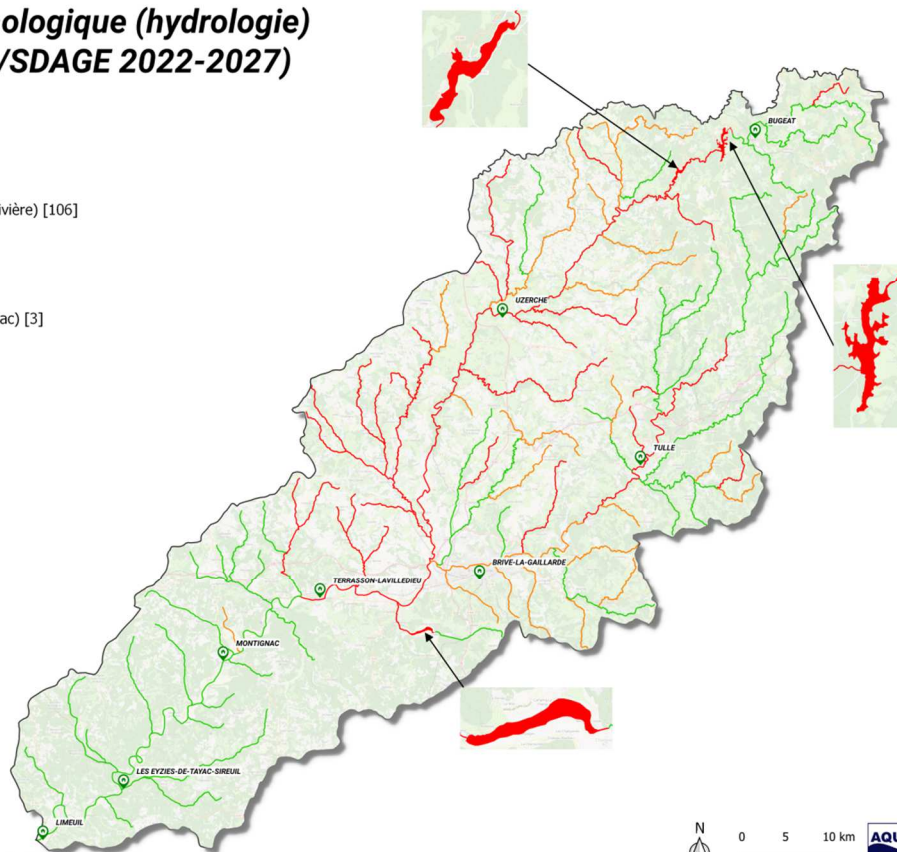 ologique (hydrologie)
/SDAGE 2022-2027)
ivière) [106]
ac) [3]
BUGEAT
UZERCHE
TULLE
BRIVE-LA-GAILLARDE
TERRASSON-LAVILLEDIEU
MONTIGNAC
LES EYZIES-DE-TAYAC-SIREUIL
LIMEUIL
N
0 5 10 km
AQU